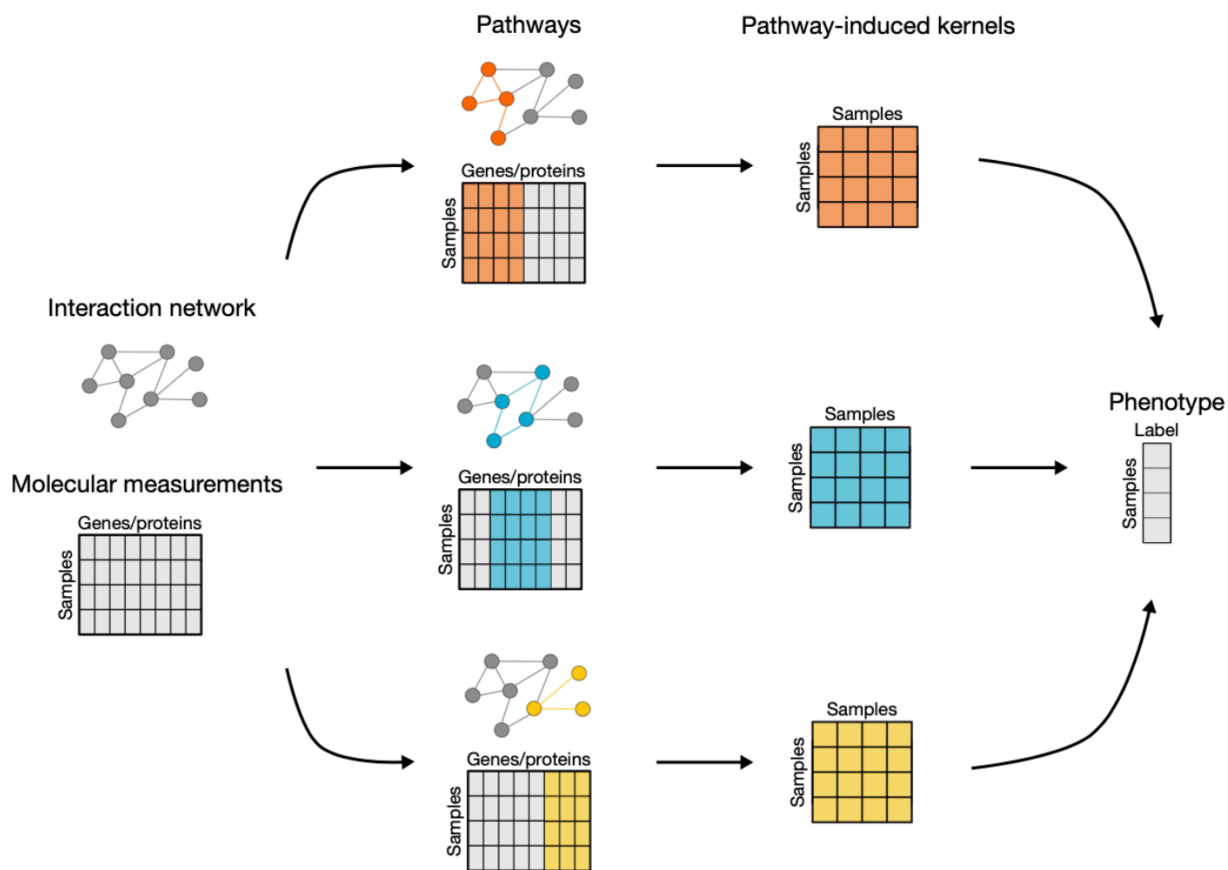 Pathways
Pathway-induced kernels
Genes/proteins
Samples
Samples
Samples
Interaction network
Molecular measurements
Genes/proteins
Samples
Genes/proteins
Samples
Samples
Samples
Phenotype
Label
Samples
Genes/proteins
Samples
Samples
Samples